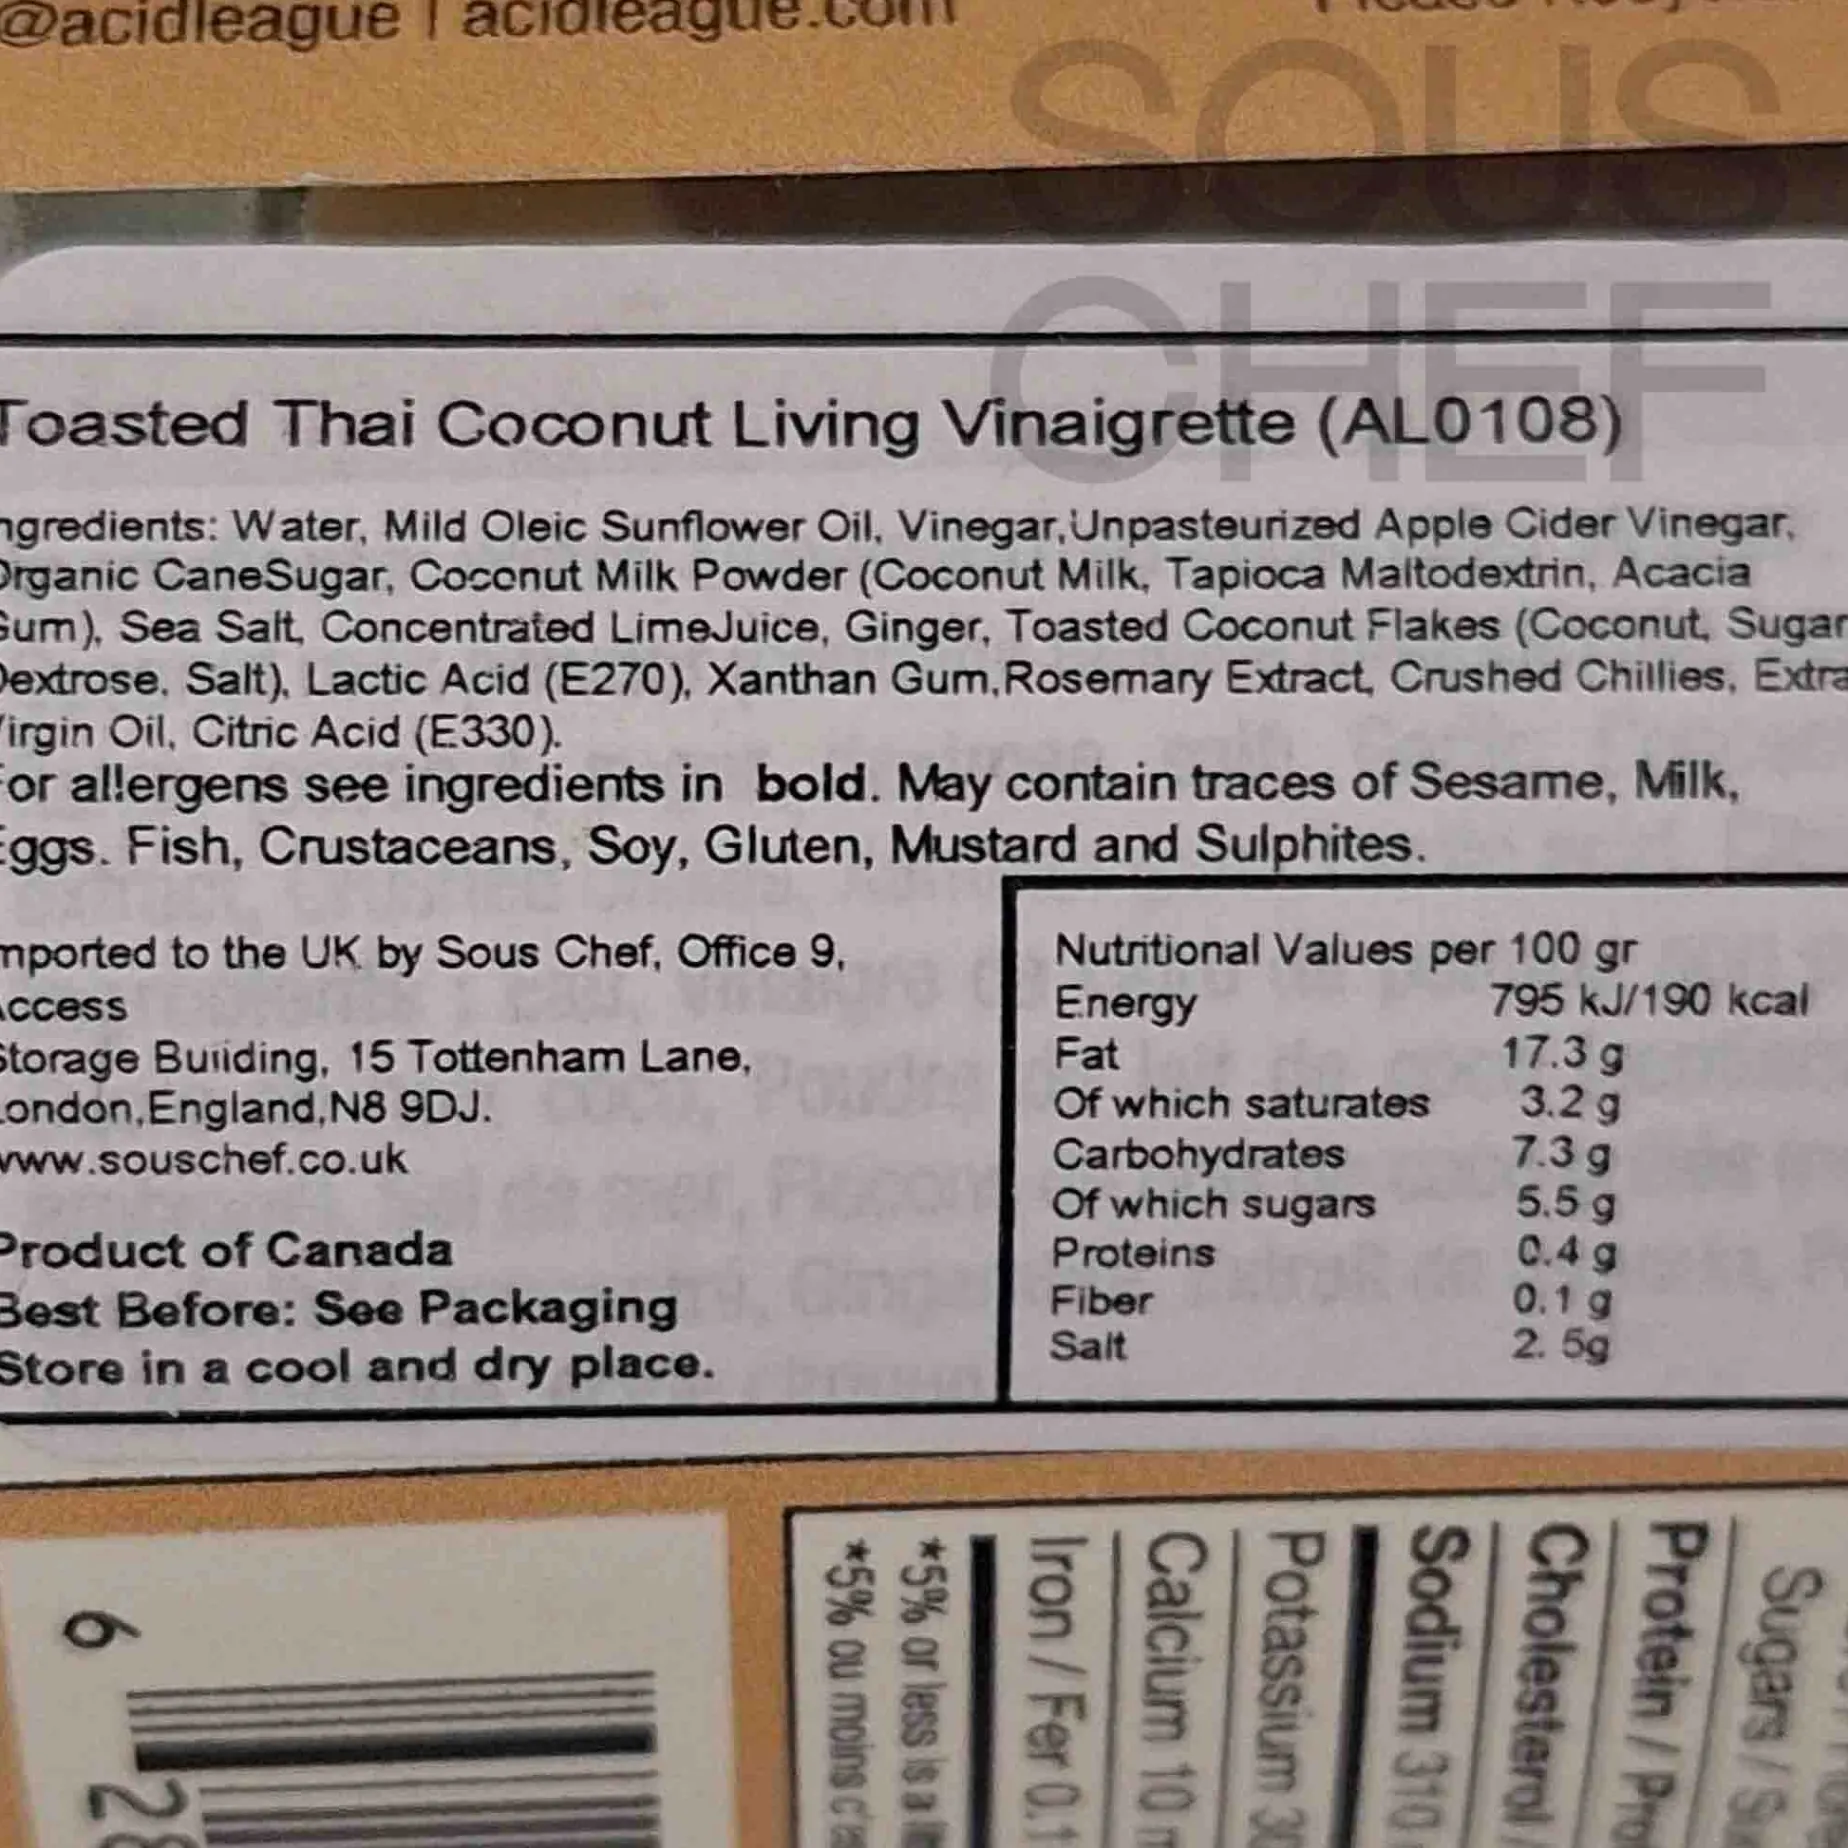 @acidleague | acidleague.com
SOUS
CHEF
Toasted Thai Coconut Living Vinaigrette (AL0108)
ngredients: Water, Mild Oleic Sunflower Oil, Vinegar,Unpasteurized Apple Cider Vinegar,
Organic CaneSugar, Coconut Milk Powder (Coconut Milk, Tapioca Maltodextrin, Acacia
Gum), Sea Salt, Concentrated LimeJuice, Ginger, Toasted Coconut Flakes (Coconut, Sugar
Dextrose, Salt), Lactic Acid (E270), Xanthan Gum,Rosemary Extract, Crushed Chillies, Extra
Virgin Oil, Citric Acid (E330).
For allergens see ingredients in bold. May contain traces of Sesame, Milk,
Eggs. Fish, Crustaceans, Soy, Gluten, Mustard and Sulphites.
mported to the UK by Sous Chef, Office 9,
Access
Storage Building, 15 Tottenham Lane,
London,England,N8 9DJ.
www.souschef.co.uk
Product of Canada
Best Before: See Packaging
Store in a cool and dry place.
Nutritional Values per 100 gr
Energy 795 kJ/190 kcal
Fat 17.3 g
Of which saturates 3.2 g
Carbohydrates 7.3 g
Of which sugars 5.5 g
Proteins 0.4 g
Fiber 0.1 g
Salt 2. 5g
Sugars /
Protein /
Cholesterol /
Sodium 310
Potassium
Calcium 10
Iron / Fer 0.1
*5% or less is a
*5% ou moins c'
6
28